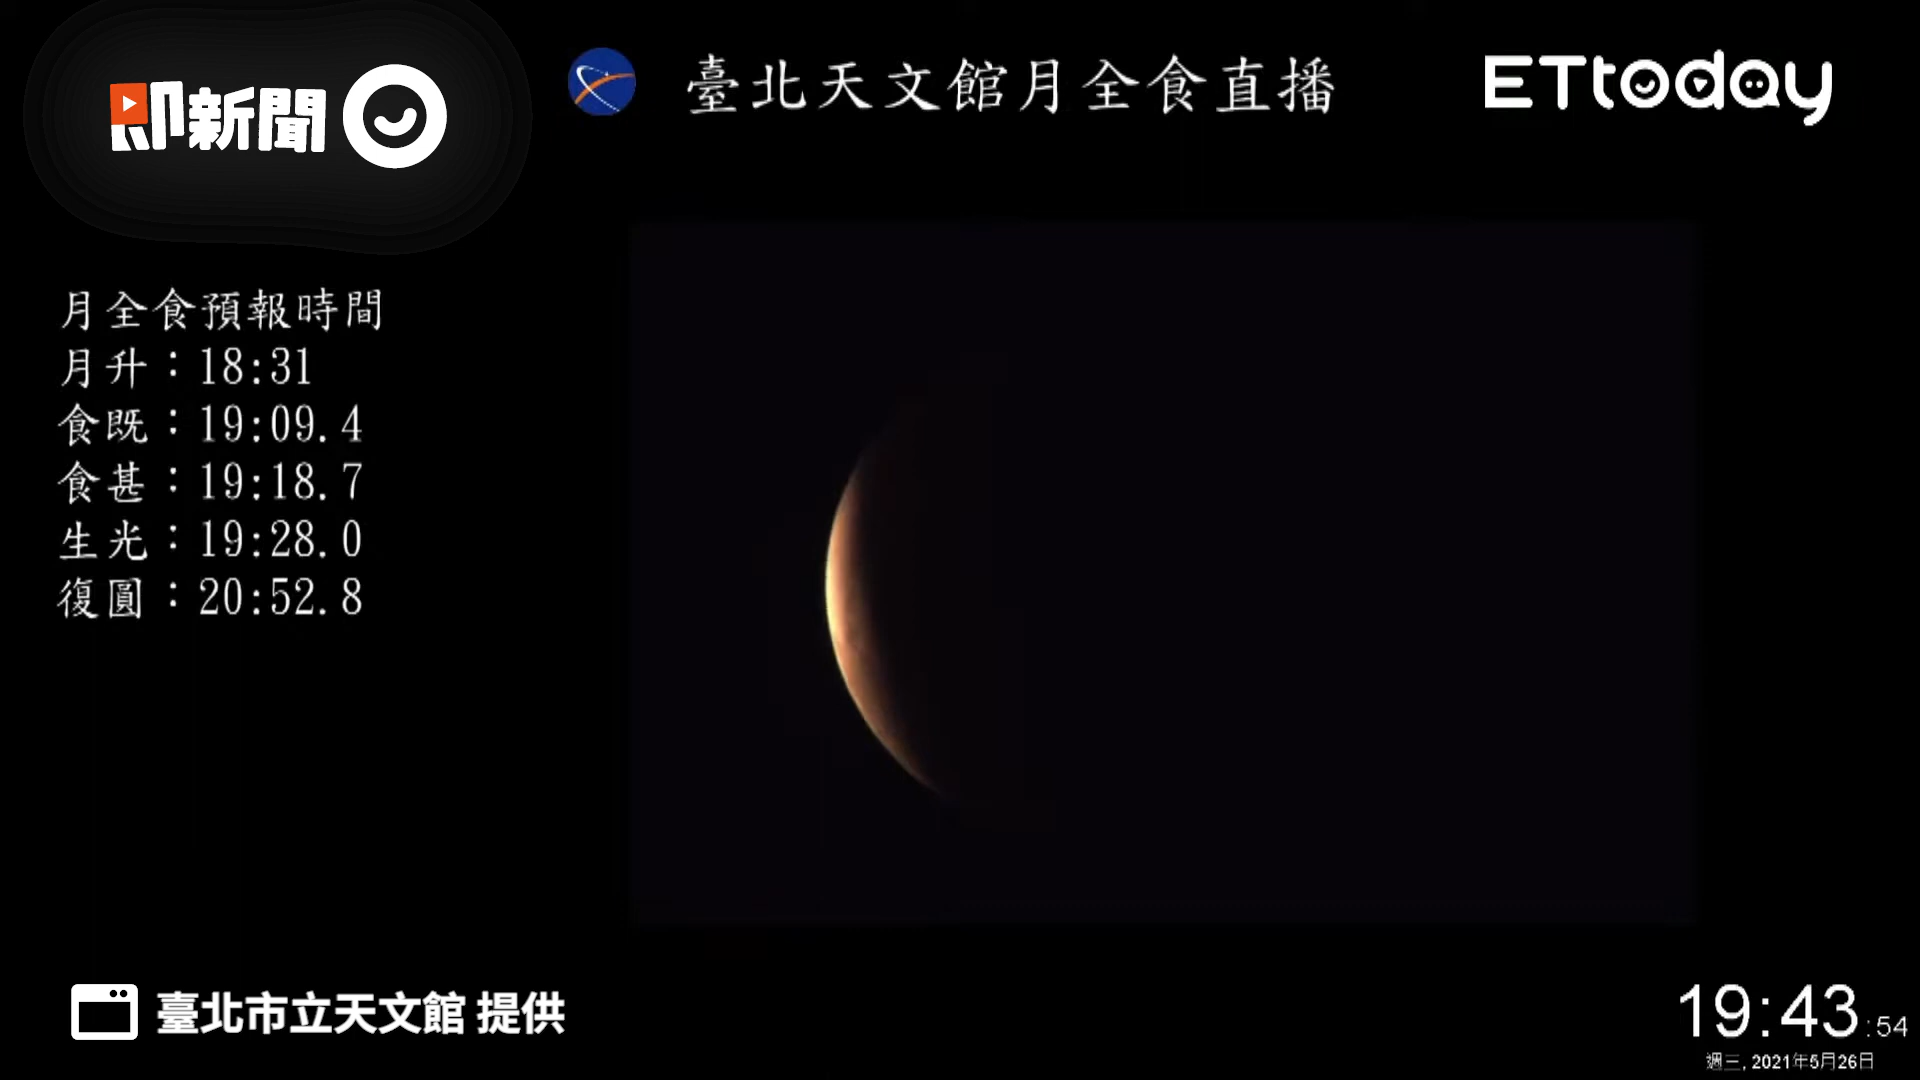 即新聞
臺北天文館月全食直播
ETtoday
月全食預報時間
月升：18:31
食既：19:09.4
食甚：19:18.7
生光：19:28.0
復圓：20:52.8
臺北市立天文館 提供
19:43:54
週三, 2021年5月26日